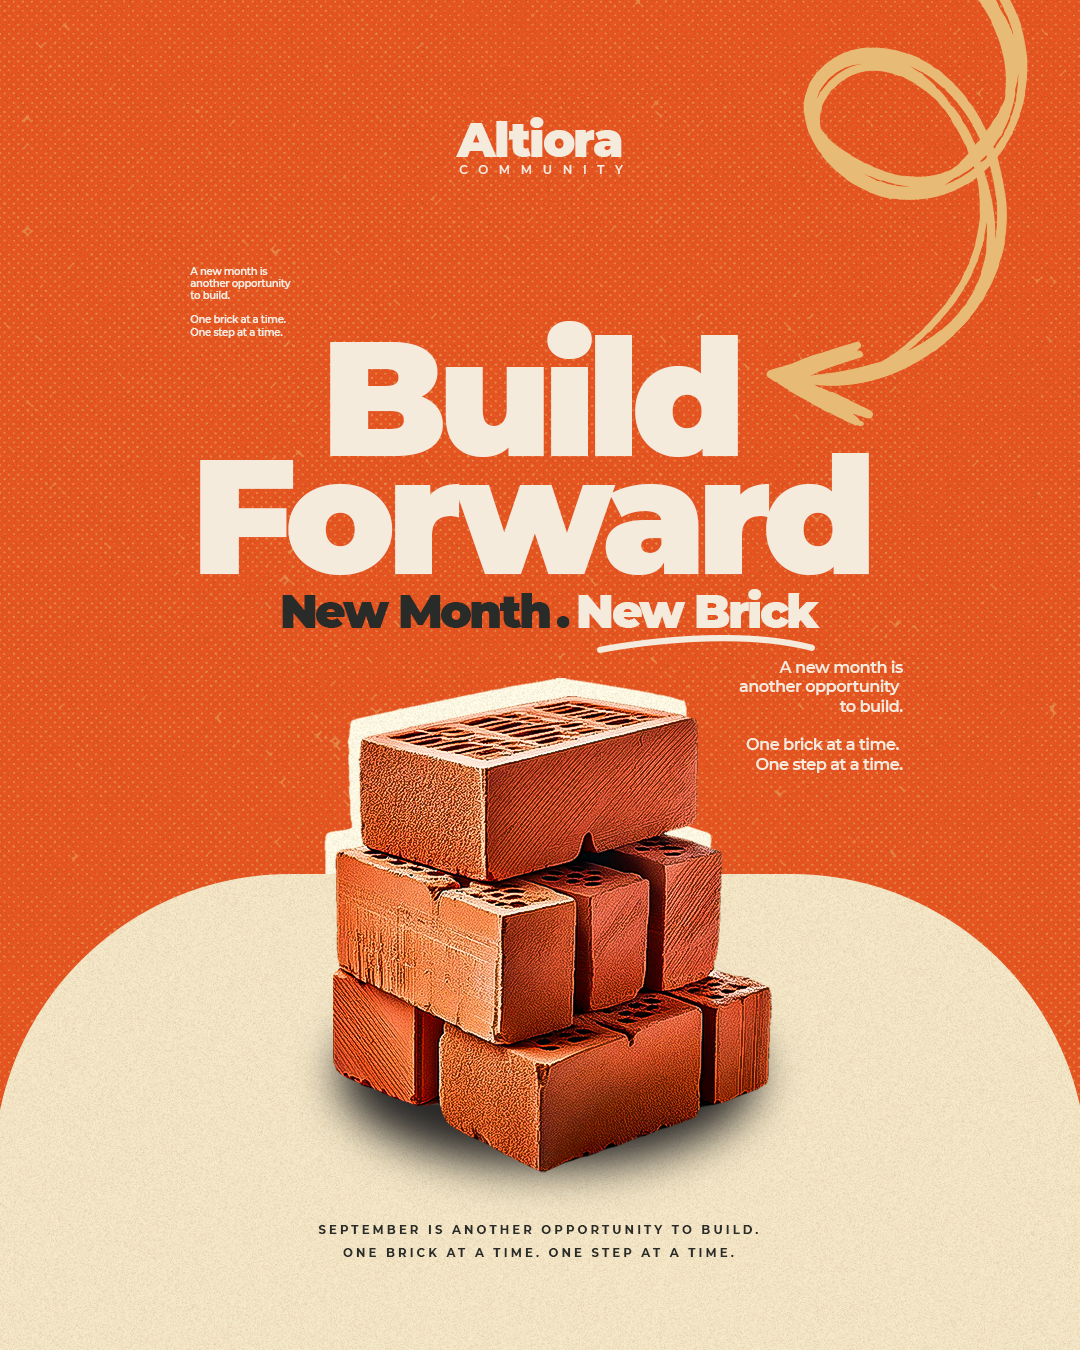 Altiora
COMMUNITY
A new month is
another opportunity
to build.
One brick at a time.
One step at a time.
Build
Forward
New Month . New Brick
A new month is
another opportunity
to build.
One brick at a time.
One step at a time.
SEPTEMBER IS ANOTHER OPPORTUNITY TO BUILD.
ONE BRICK AT A TIME. ONE STEP AT A TIME.